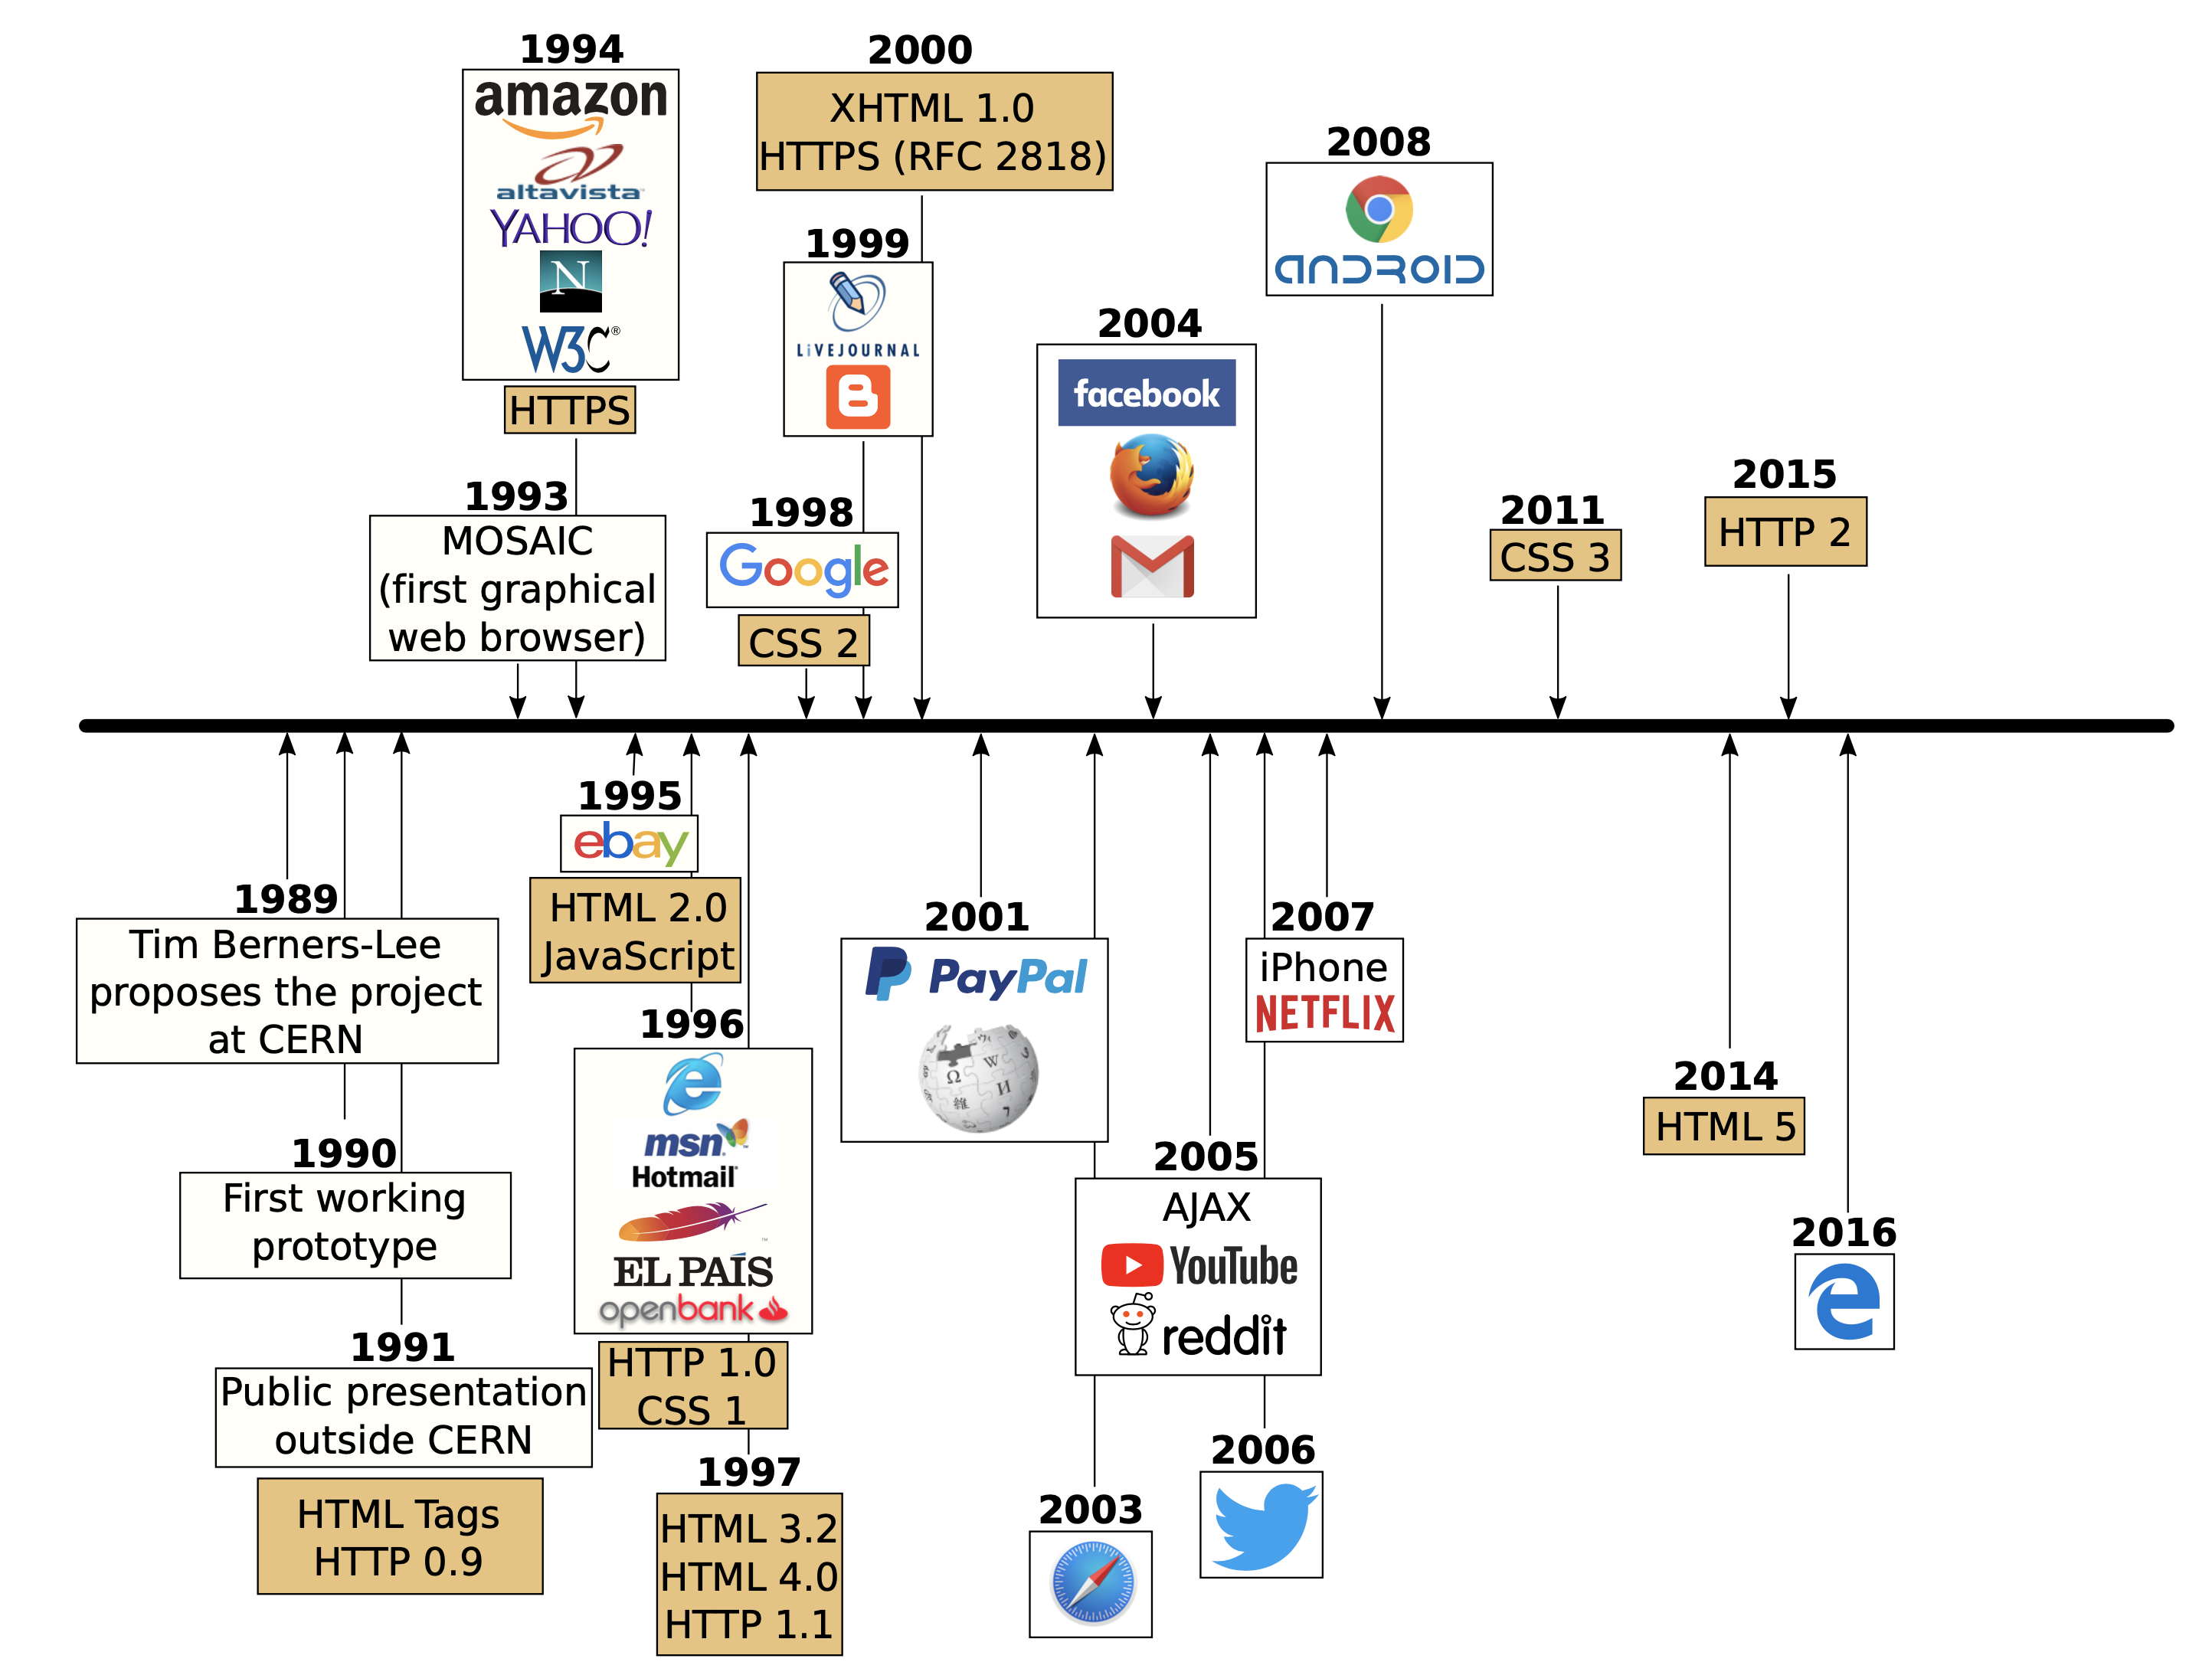 1994
amazon
altavista
YAHOO!
N
W3C®
HTTPS
2000
XHTML 1.0
HTTPS (RFC 2818)
1999
LiVEJOURNAL
B
2008
ANDROID
2004
facebook
1993
MOSAIC
(first graphical
web browser)
1998
Google
CSS 2
2011
CSS 3
2015
HTTP 2
1989
Tim Berners-Lee
proposes the project
at CERN
1990
First working
prototype
1991
Public presentation
outside CERN
HTML Tags
HTTP 0.9
1995
ebay
HTML 2.0
JavaScript
1996
msn
Hotmail
EL PAÍS
openbank
HTTP 1.0
CSS 1
1997
HTML 3.2
HTML 4.0
HTTP 1.1
2001
PayPal
Ω W И
維
2003
2005
AJAX
YouTube
reddit
2006
2007
iPhone
NETFLIX
2014
HTML 5
2016